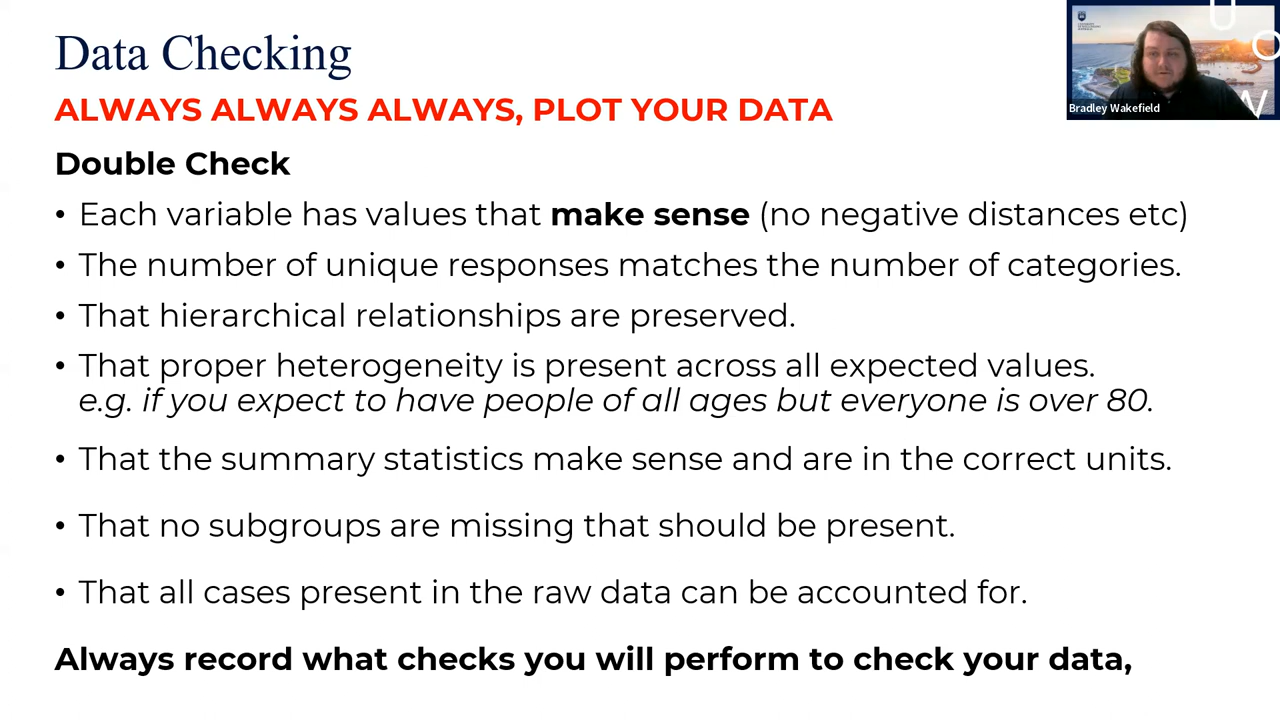 Data Checking
ALWAYS ALWAYS ALWAYS, PLOT YOUR DATA
Double Check
• Each variable has values that make sense (no negative distances etc)
• The number of unique responses matches the number of categories.
• That hierarchical relationships are preserved.
• That proper heterogeneity is present across all expected values.
e.g. if you expect to have people of all ages but everyone is over 80.
• That the summary statistics make sense and are in the correct units.
• That no subgroups are missing that should be present.
• That all cases present in the raw data can be accounted for.
Always record what checks you will perform to check your data,
U
O
W
Bradley Wakefield